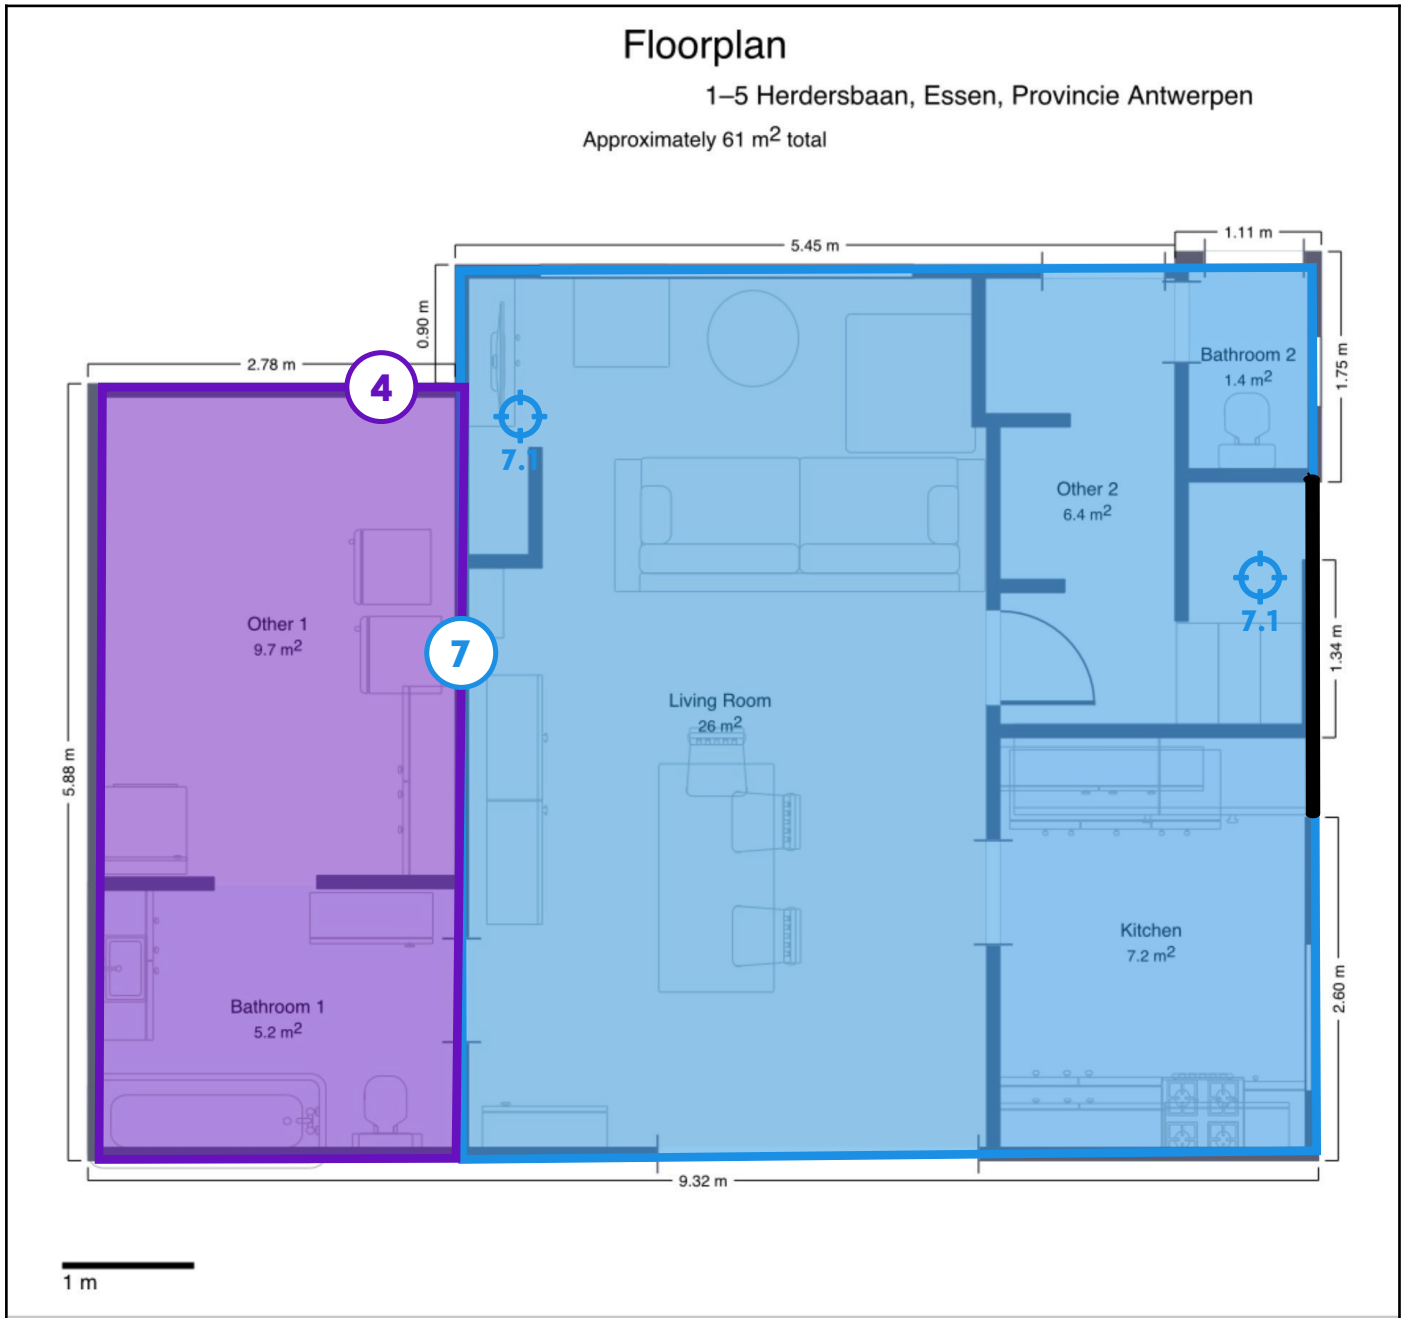 Floorplan
1–5 Herdersbaan, Essen, Provincie Antwerpen
Approximately 61 m² total
1.11 m
5.45 m
0.90 m
2.78 m
4
1.75 m
Bathroom 2
1.4 m²
7.1
Other 2
6.4 m²
7.1
Other 1
9.7 m²
7
1.34 m
Living Room
26 m²
5.88 m
Kitchen
7.2 m²
2.60 m
Bathroom 1
5.2 m²
9.32 m
1 m